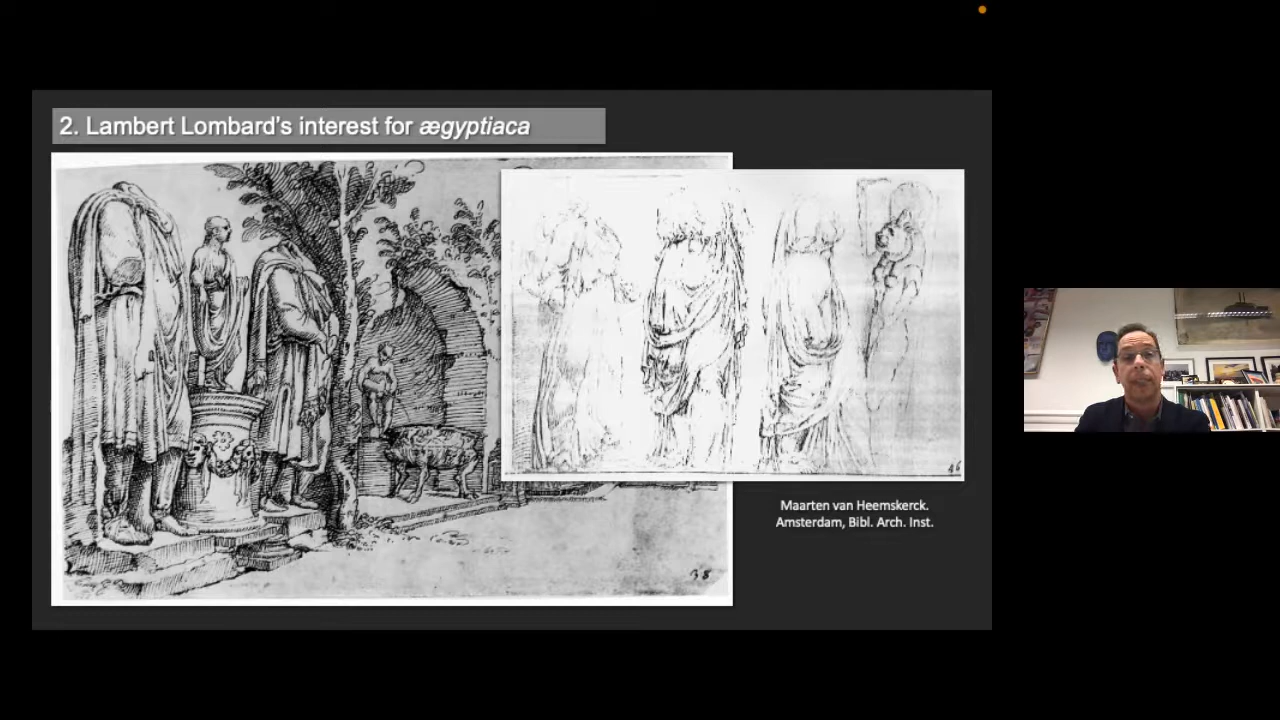 2. Lambert Lombard's interest for ægyptiaca
38
46
Maarten van Heemskerck.
Amsterdam, Bibl. Arch. Inst.